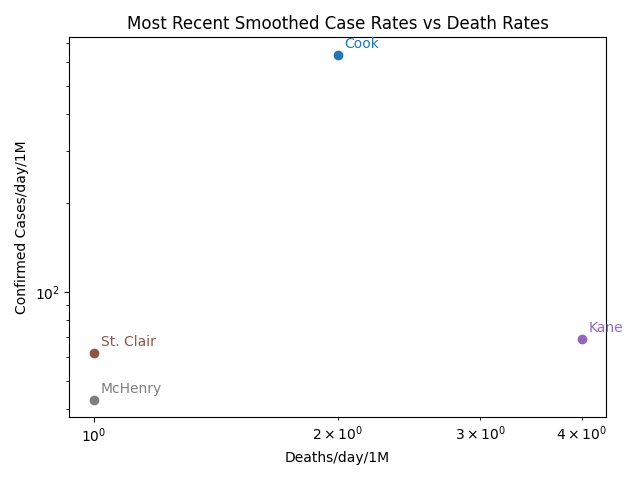 Most Recent Smoothed Case Rates vs Death Rates
Cook
Confirmed Cases/day/1M
10²
St. Clair
Kane
McHenry
10⁰
2 × 10⁰
3 × 10⁰
4 × 10⁰
Deaths/day/1M